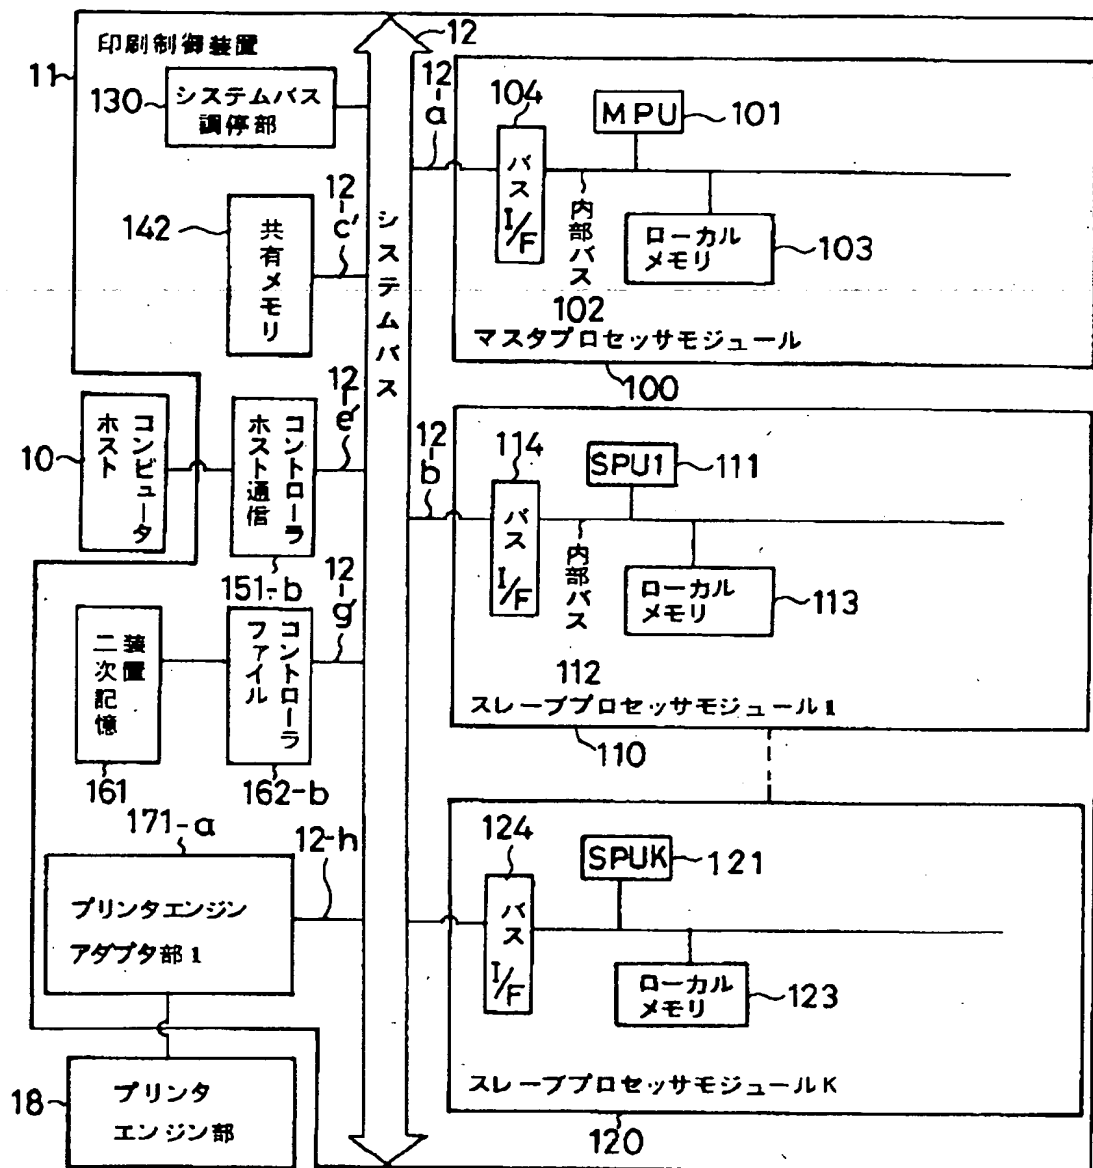 印刷制御装置
11
12
130
システムバス
調停部
142
共有メモリ
12-c'
システムバス
10
ホスト
コンピュータ
ホスト通信
コントローラ
151-b
12-e'
二次記憶
装置
161
ファイル
コントローラ
162-b
12-g'
171-a
プリンタエンジン
アダプタ部1
12-h
18
プリンタ
エンジン部
12-a
104
バスI/F
MPU
101
内部バス
102
ローカル
メモリ
103
マスタプロセッサモジュール
100
12-b
114
バスI/F
SPU1
111
内部バス
112
ローカル
メモリ
113
スレーブプロセッサモジュール1
110
124
バスI/F
SPUK
121
ローカル
メモリ
123
スレーブプロセッサモジュールK
120